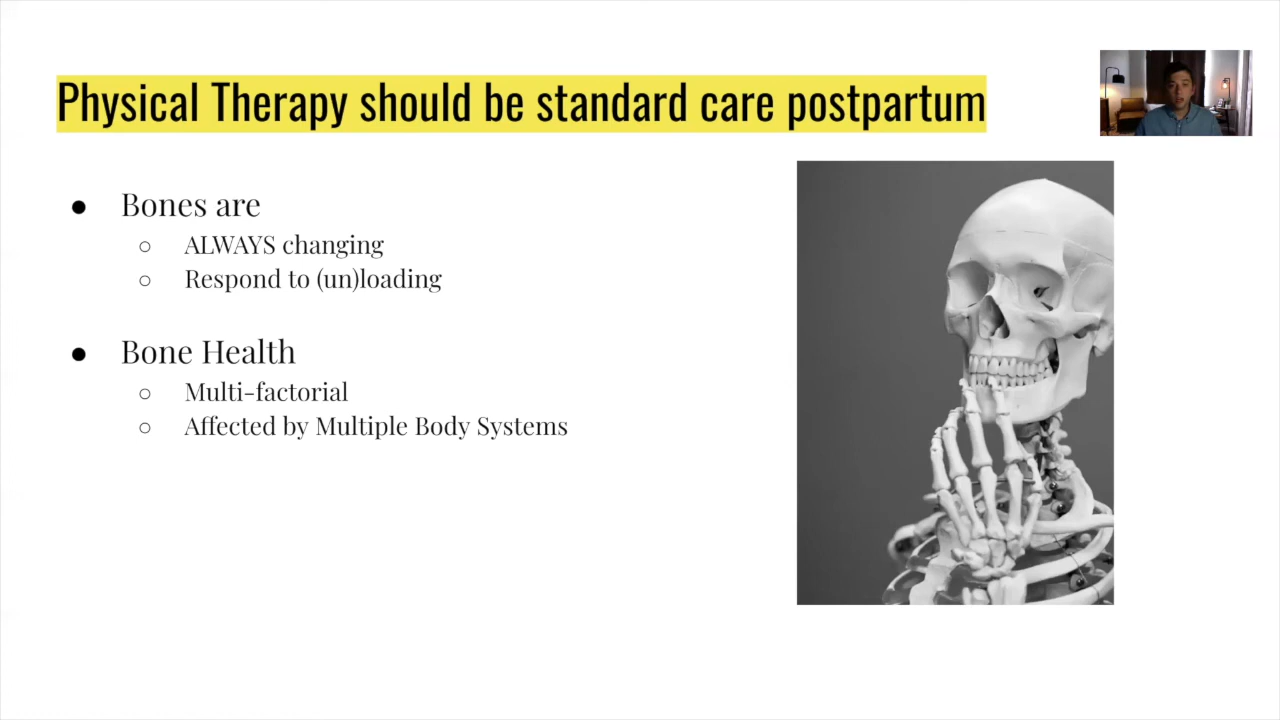 Physical Therapy should be standard care postpartum
● Bones are
○ ALWAYS changing
○ Respond to (un)loading
● Bone Health
○ Multi-factorial
○ Affected by Multiple Body Systems